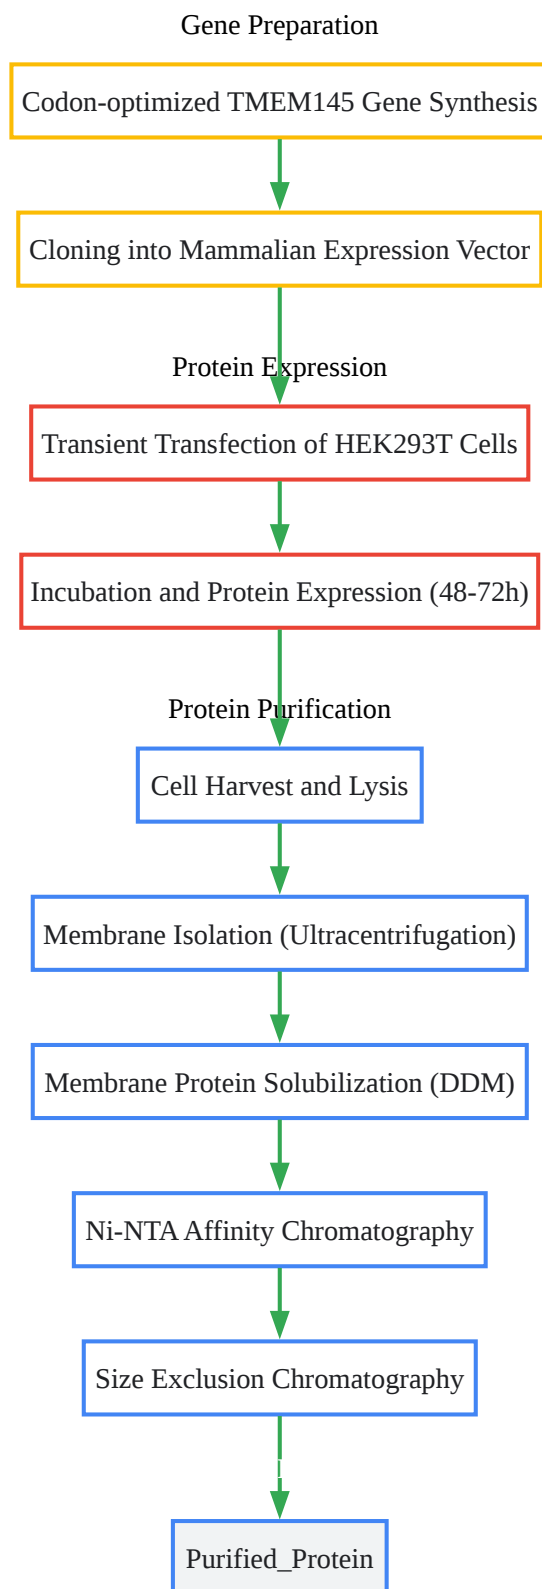 Gene Preparation
Codon-optimized TMEM145 Gene Synthesis
Cloning into Mammalian Expression Vector
Protein Expression
Transient Transfection of HEK293T Cells
Incubation and Protein Expression (48-72h)
Protein Purification
Cell Harvest and Lysis
Membrane Isolation (Ultracentrifugation)
Membrane Protein Solubilization (DDM)
Ni-NTA Affinity Chromatography
Size Exclusion Chromatography
Purified_Protein